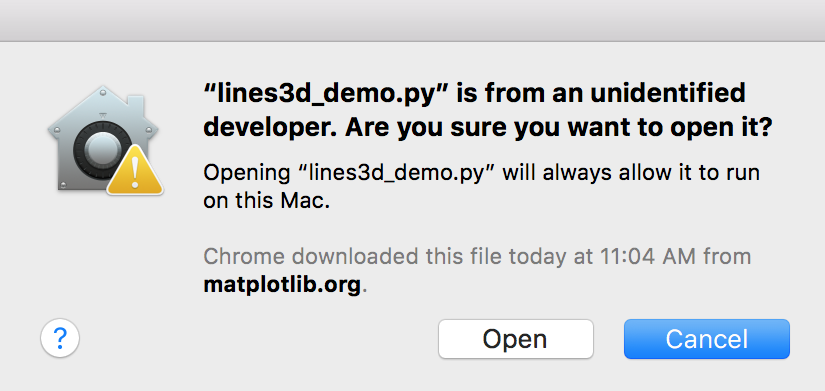 “lines3d_demo.py” is from an unidentified
developer. Are you sure you want to open it?
Opening “lines3d_demo.py” will always allow it to run
on this Mac.
Chrome downloaded this file today at 11:04 AM from
matplotlib.org.
?
Open
Cancel